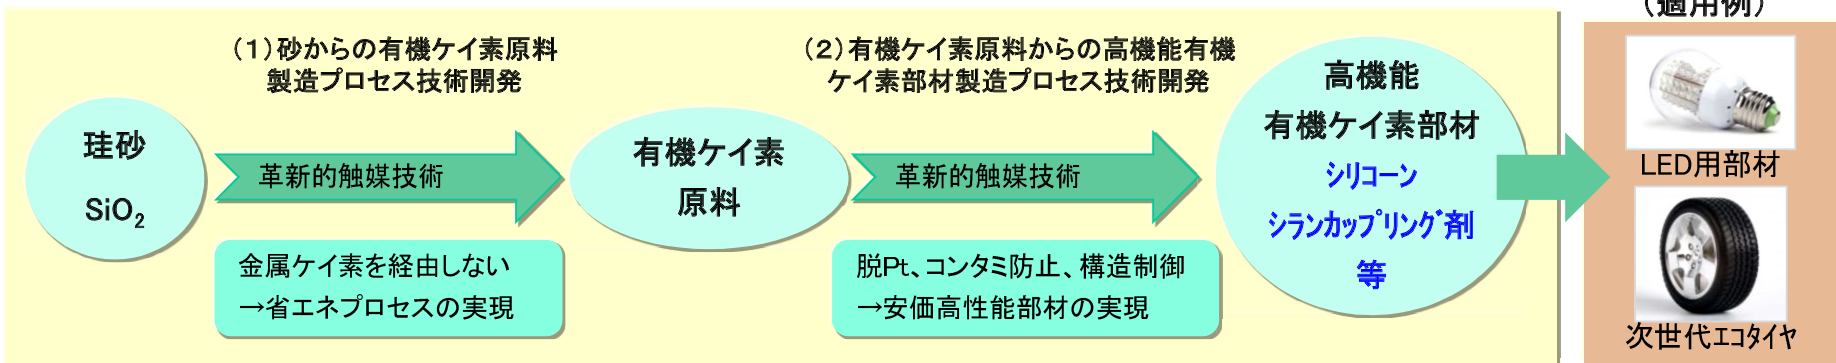 （１）砂からの有機ケイ素原料
製造プロセス技術開発
（２）有機ケイ素原料からの高機能有機
ケイ素部材製造プロセス技術開発
珪砂
SiO2
革新的触媒技術
有機ケイ素
原料
革新的触媒技術
高機能
有機ケイ素部材
シリコーン
シランカップリング剤
等
金属ケイ素を経由しない
→省エネプロセスの実現
脱Pt、コンタミ防止、構造制御
→安価高性能部材の実現
（適用例）
LED用部材
次世代エコタイヤ